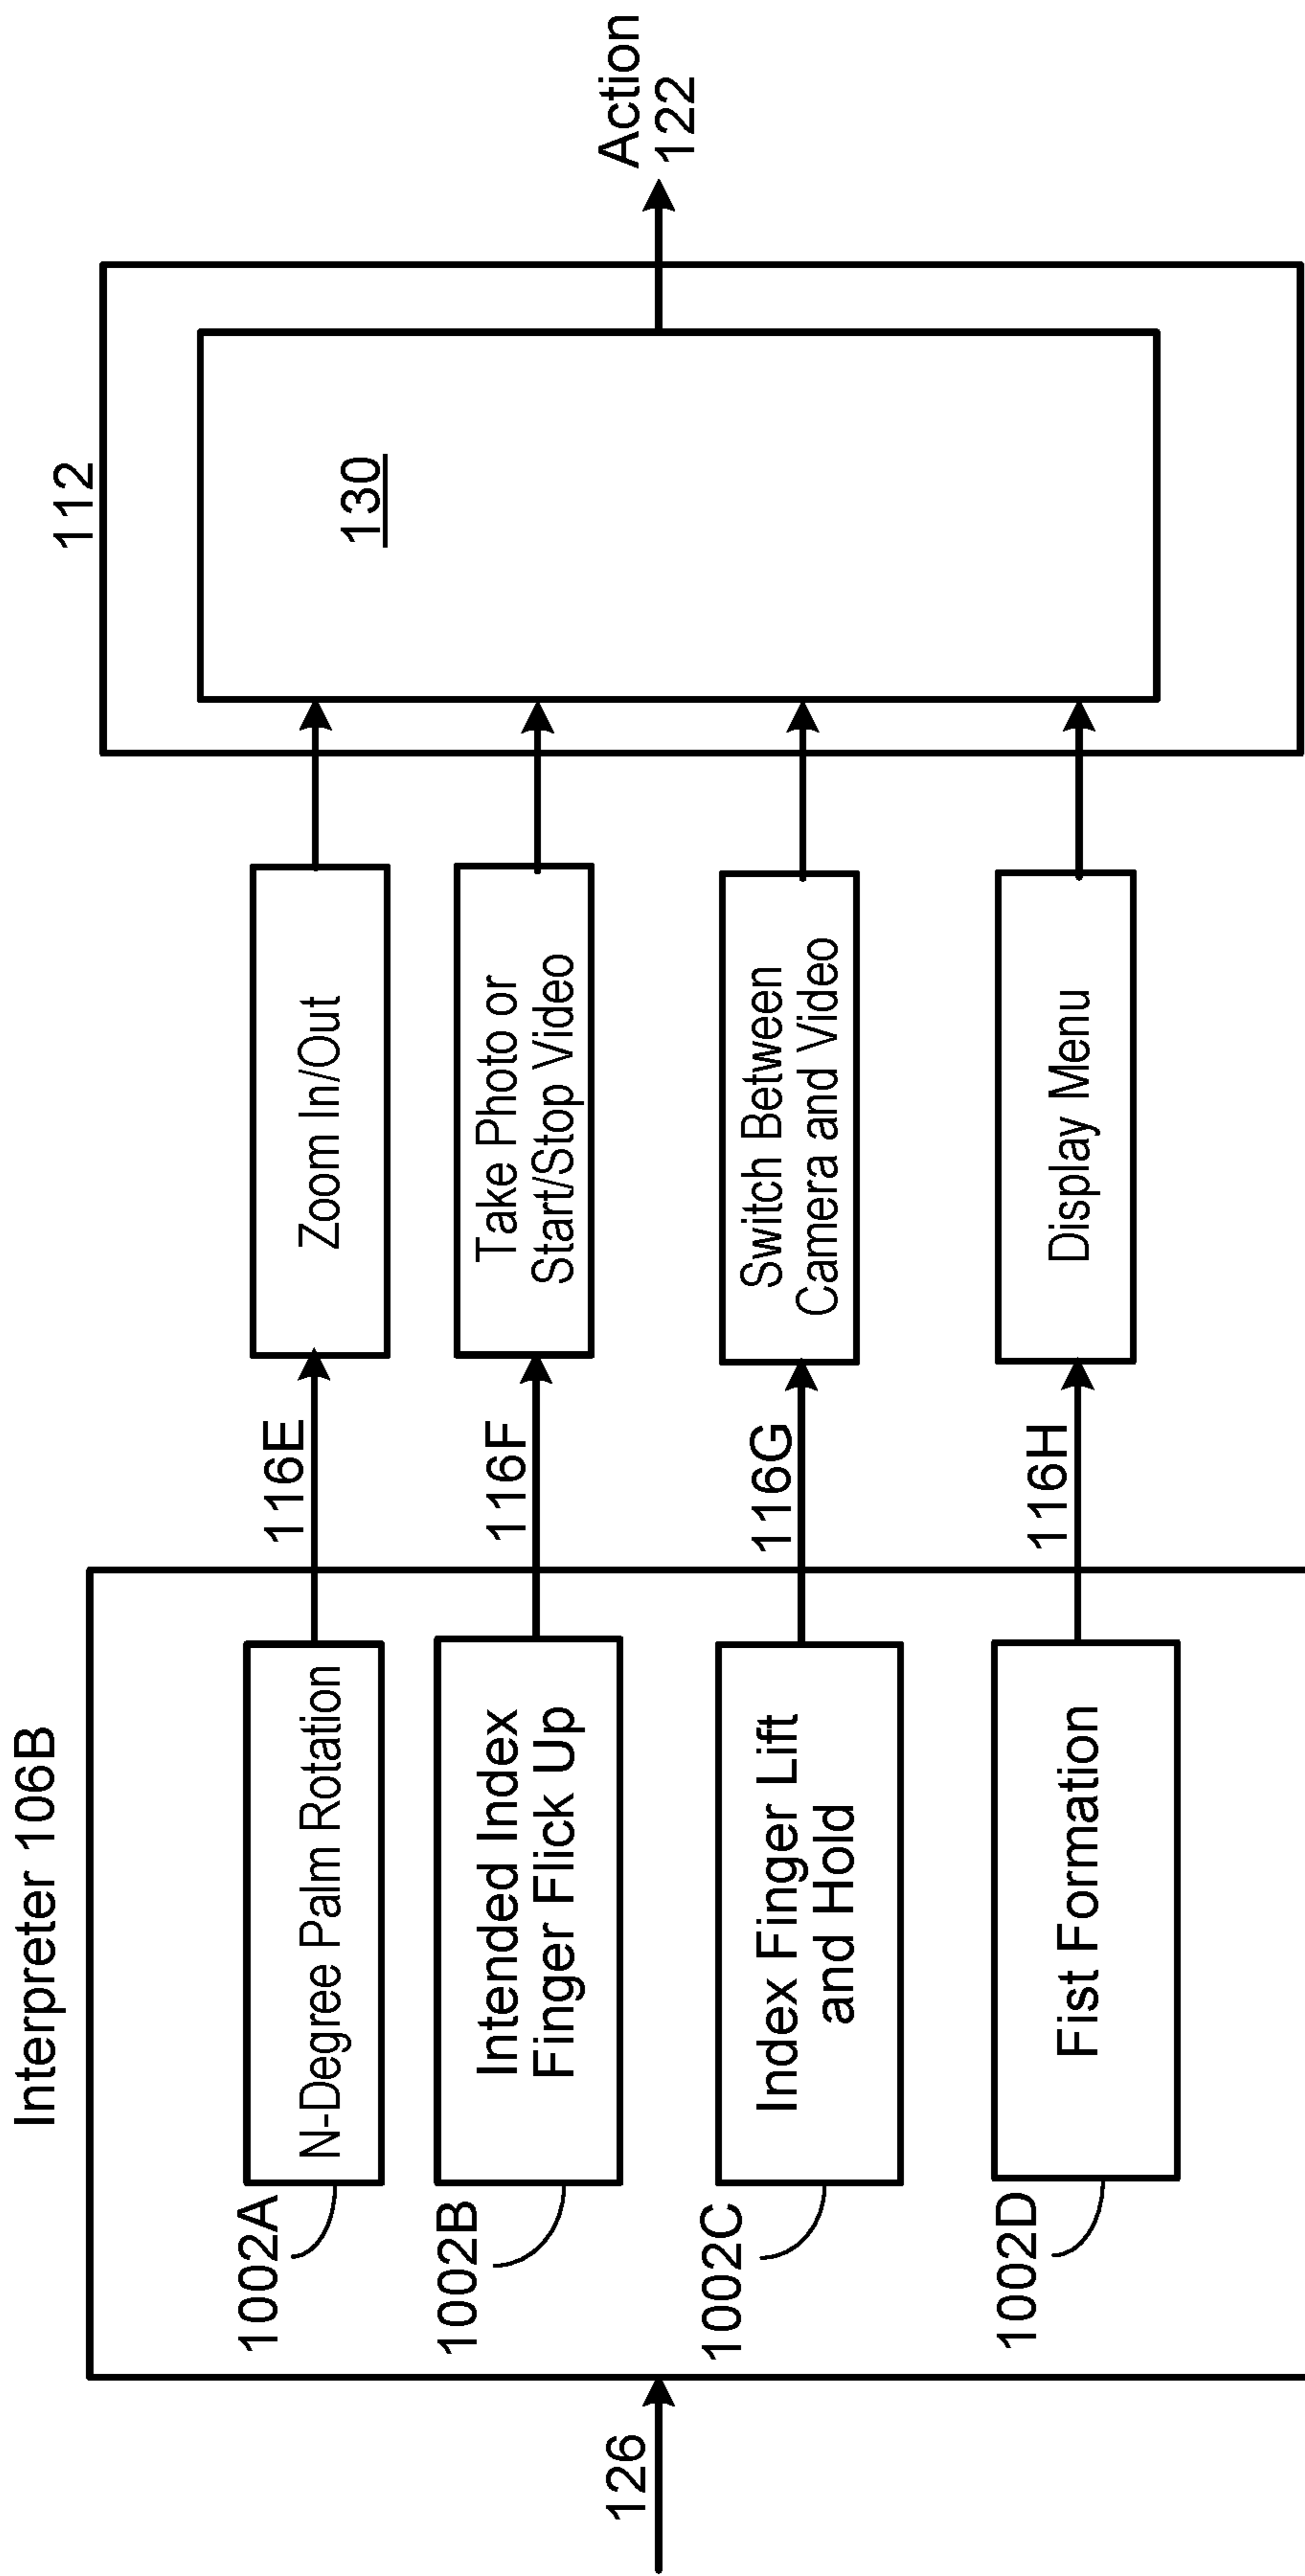 Interpreter 106B
126
1002A
N-Degree Palm Rotation
116E
Zoom In/Out
1002B
Intended Index
Finger Flick Up
116F
Take Photo or
Start/Stop Video
1002C
Index Finger Lift
and Hold
116G
Switch Between
Camera and Video
1002D
Fist Formation
116H
Display Menu
112
130
Action
122